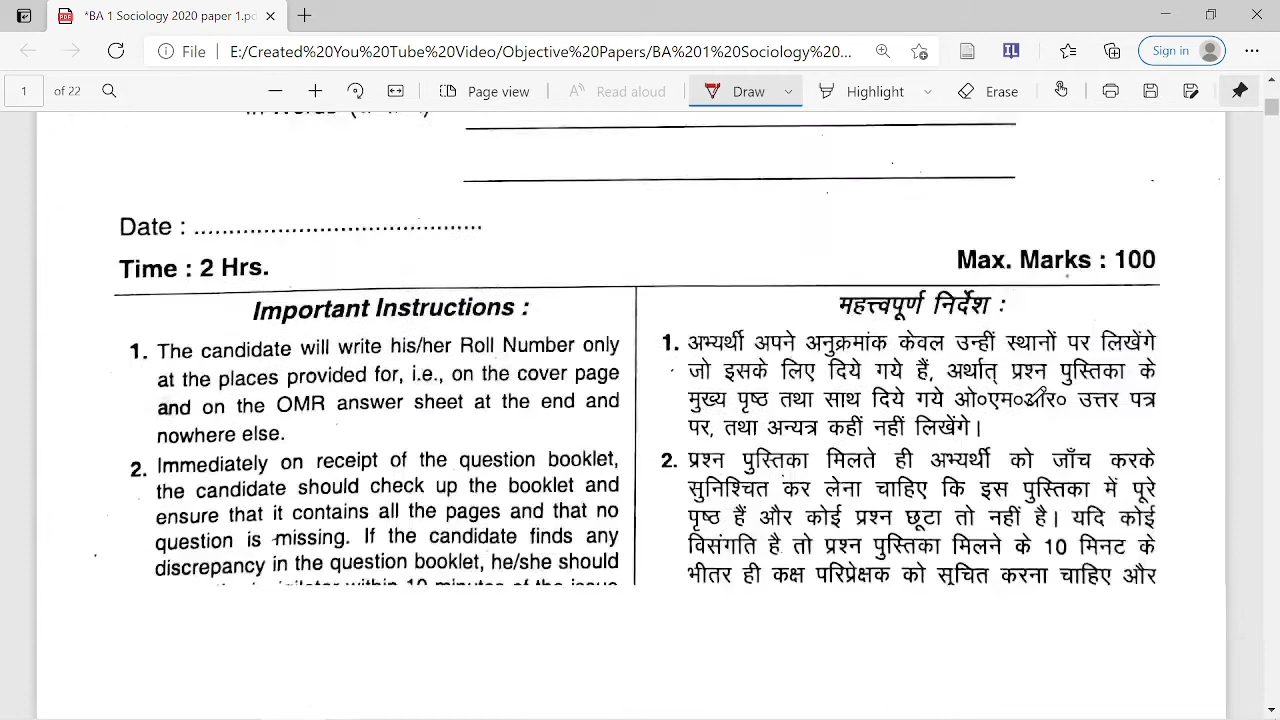 *BA 1 Sociology 2020 paper 1.pd
File
E:/Created%20You%20Tube%20Video/Objective%20Papers/BA%201%20Sociology%20...
Sign in
1 of 22
Page view
Read aloud
Draw
Highlight
Erase
Date : ..........................................
Time : 2 Hrs.
Max. Marks : 100
Important Instructions :
1. The candidate will write his/her Roll Number only
at the places provided for, i.e., on the cover page
and on the OMR answer sheet at the end and
nowhere else.
2. Immediately on receipt of the question booklet,
the candidate should check up the booklet and
ensure that it contains all the pages and that no
question is missing. If the candidate finds any
discrepancy in the question booklet, he/she should
within 10 minutes of the issue
महत्त्वपूर्ण निर्देश :
1. अभ्यर्थी अपने अनुक्रमांक केवल उन्हीं स्थानों पर लिखेंगे
जो इसके लिए दिये गये हैं, अर्थात् प्रश्न पुस्तिका के
मुख्य पृष्ठ तथा साथ दिये गये ओ०एम०आर० उत्तर पत्र
पर, तथा अन्यत्र कहीं नहीं लिखेंगे।
2. प्रश्न पुस्तिका मिलते ही अभ्यर्थी को जाँच करके
सुनिश्चित कर लेना चाहिए कि इस पुस्तिका में पूरे
पृष्ठ हैं और कोई प्रश्न छूटा तो नहीं है। यदि कोई
विसंगति है तो प्रश्न पुस्तिका मिलने के 10 मिनट के
भीतर ही कक्ष परिप्रेक्षक को सूचित करना चाहिए और